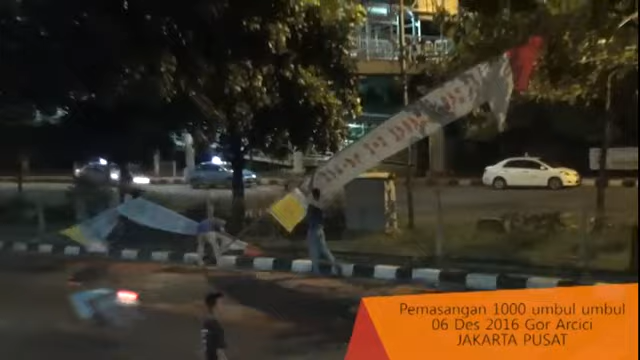 Pemasangan 1000 umbul umbul
06 Des 2016 Gor Arcici
JAKARTA PUSAT